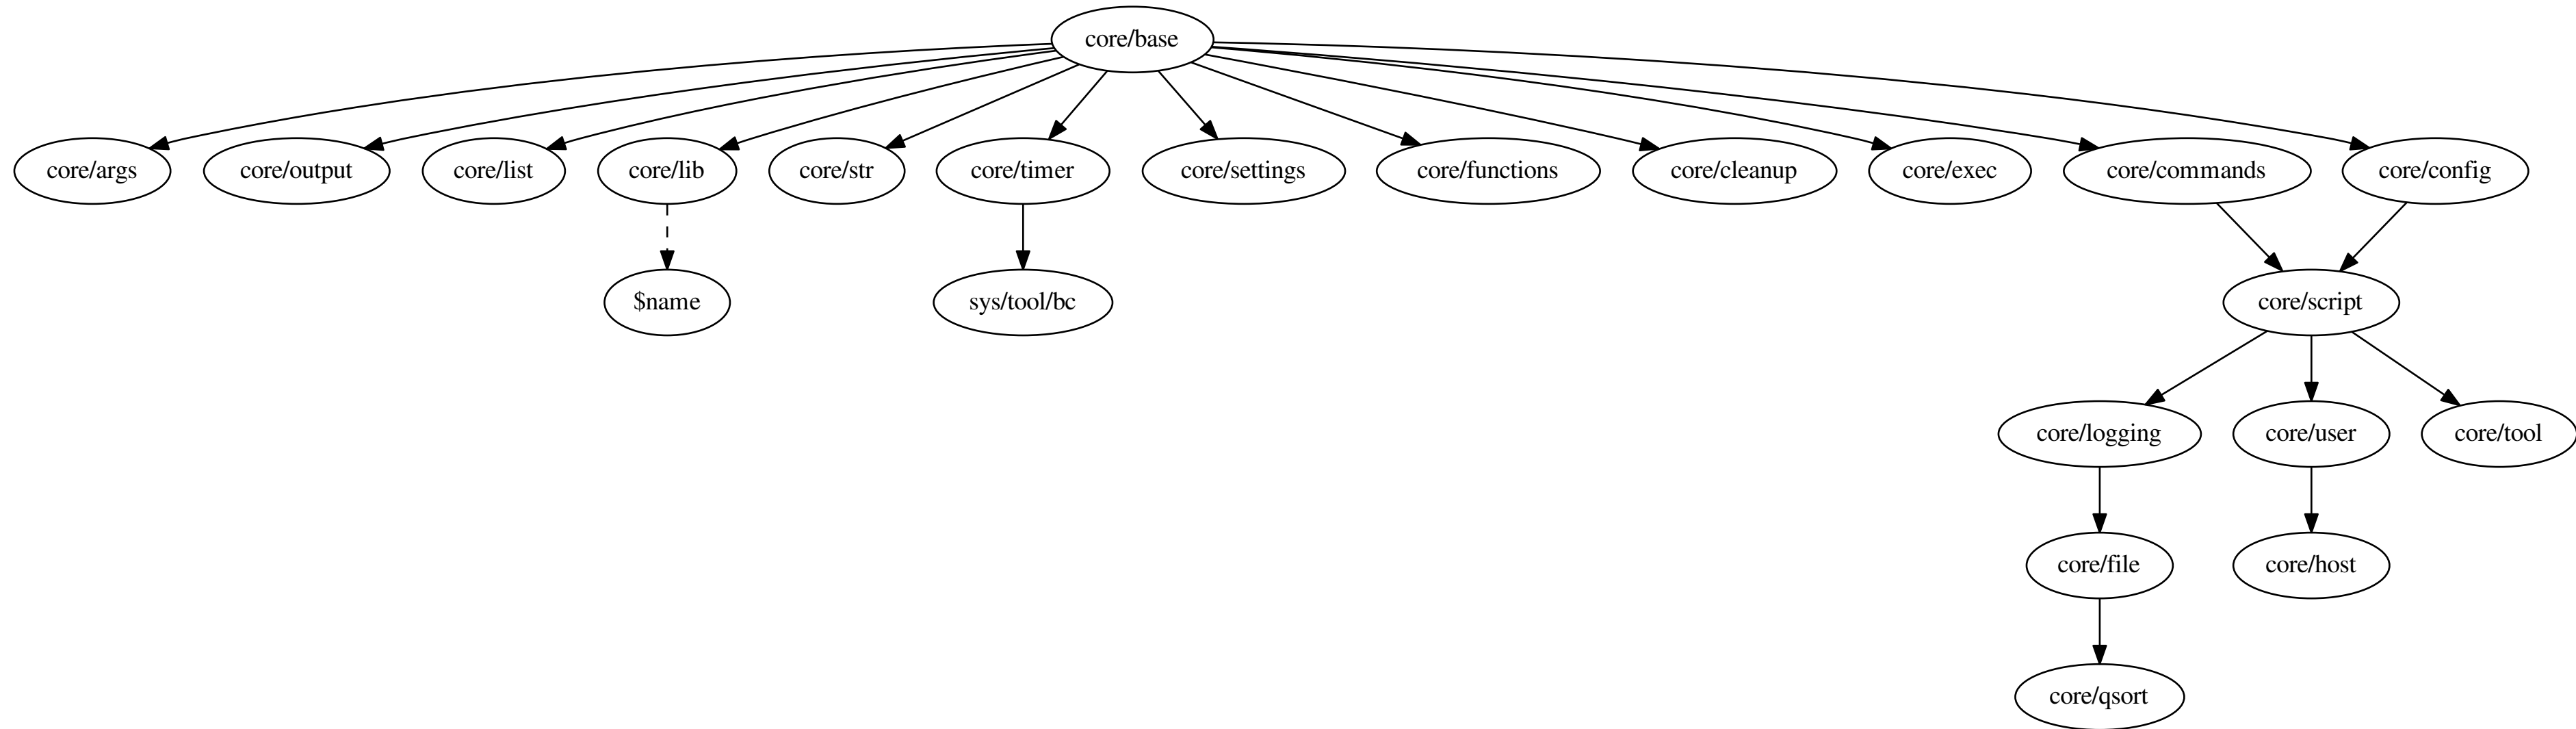 core/base
core/args
core/output
core/list
core/lib
core/str
core/timer
core/settings
core/functions
core/cleanup
core/exec
core/commands
core/config
$name
sys/tool/bc
core/script
core/logging
core/user
core/tool
core/file
core/host
core/qsort